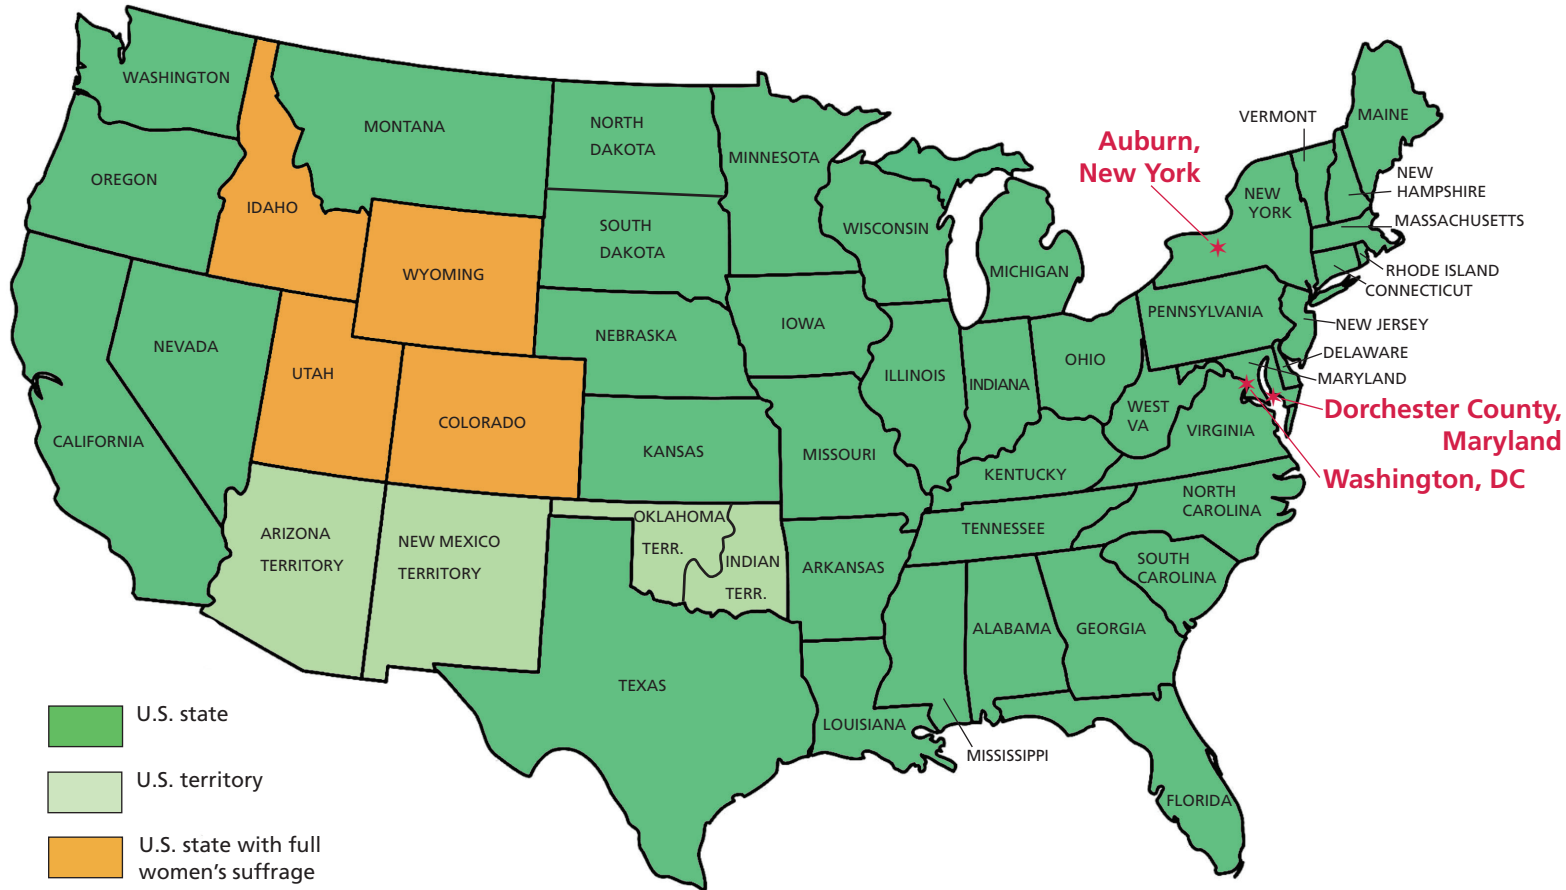 WASHINGTON
MONTANA
NORTH
DAKOTA
MINNESOTA
VERMONT
MAINE
Auburn,
New York
OREGON
IDAHO
NEW
HAMPSHIRE
NEW
YORK
MASSACHUSETTS
SOUTH
DAKOTA
WISCONSIN
WYOMING
MICHIGAN
RHODE ISLAND
CONNECTICUT
PENNSYLVANIA
NEW JERSEY
IOWA
NEBRASKA
NEVADA
OHIO
DELAWARE
UTAH
ILLINOIS
INDIANA
MARYLAND
COLORADO
WEST
VA
Dorchester County,
Maryland
CALIFORNIA
VIRGINIA
KANSAS
MISSOURI
KENTUCKY
Washington, DC
NORTH
CAROLINA
OKLAHOMA
TERR.
TENNESSEE
ARIZONA
TERRITORY
NEW MEXICO
TERRITORY
INDIAN
TERR.
ARKANSAS
SOUTH
CAROLINA
ALABAMA
GEORGIA
TEXAS
LOUISIANA
MISSISSIPPI
FLORIDA
U.S. state
U.S. territory
U.S. state with full
women's suffrage